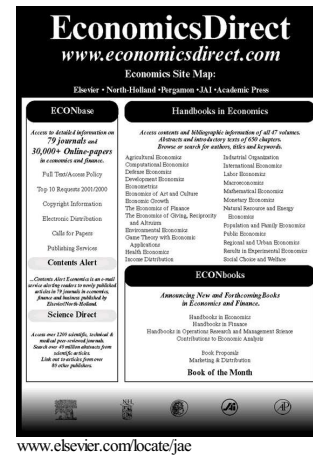 EconomicsDirect
www.economicsdirect.com
Economics Site Map:
Elsevier • North-Holland •Pergamon •JAI •Academic Press
ECONbase
Access to detailed information on
79 journals and
30,000+ Online-papers
in economics and finance.
Full Text/Access Policy
Top 10 Requests 2001/2000
Copyright Information
Electronic Distribution
Calls for Papers
Publishing Services
Contents Alert
...Contents Alert Economics is an e-mail
service alerting readers to newly published
articles in 79 journals in economics,
finance and business published by
Elsevier/North-Holland.
Science Direct
Access over 1200 scientific, technical &
medical peer-reviewed journals.
Search over 40 million abstracts from
scientific articles.
Link out to articles from over
80 other publishers.
Handbooks in Economics
Access contents and bibliographic information of all 47 volumes.
Abstracts and introductory texts of 650 chapters.
Browse or search for authors, titles and keywords.
Agricultural Economics
Computational Economics
Defense Economics
Development Economics
Econometrics
Economics of Art and Culture
Economic Growth
The Economics of Finance
The Economics of Giving, Reciprocity
and Altruism
Environmental Economics
Game Theory with Economic
Applications
Health Economics
Income Distribution
Industrial Organization
International Economics
Labor Economics
Macroeconomics
Mathematical Economics
Monetary Economics
Natural Resource and Energy
Economics
Population and Family Economics
Public Economics
Regional and Urban Economics
Results in Experimental Economics
Social Choice and Welfare
ECONbooks
Announcing New and Forthcoming Books
in Economics and Finance.
Handbooks in Economics
Handbooks in Finance
Handbooks in Operations Research and Management Science
Contributions to Economic Analysis
Book Proposals
Marketing & Distribution
Book of the Month
www.elsevier.com/locate/jae